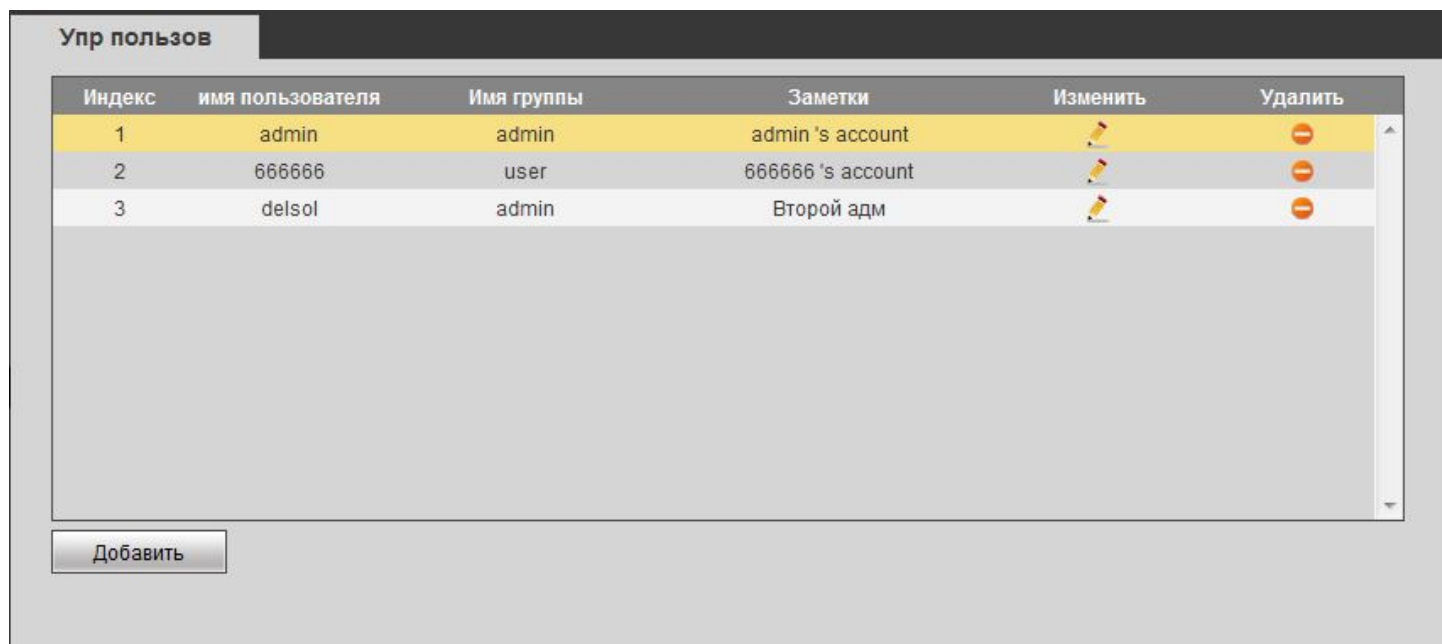 Упр пользов
Индекс имя пользователя Имя группы Заметки Изменить Удалить
1 admin admin admin 's account
2 666666 user 666666 's account
3 delsol admin Второй адм
Добавить